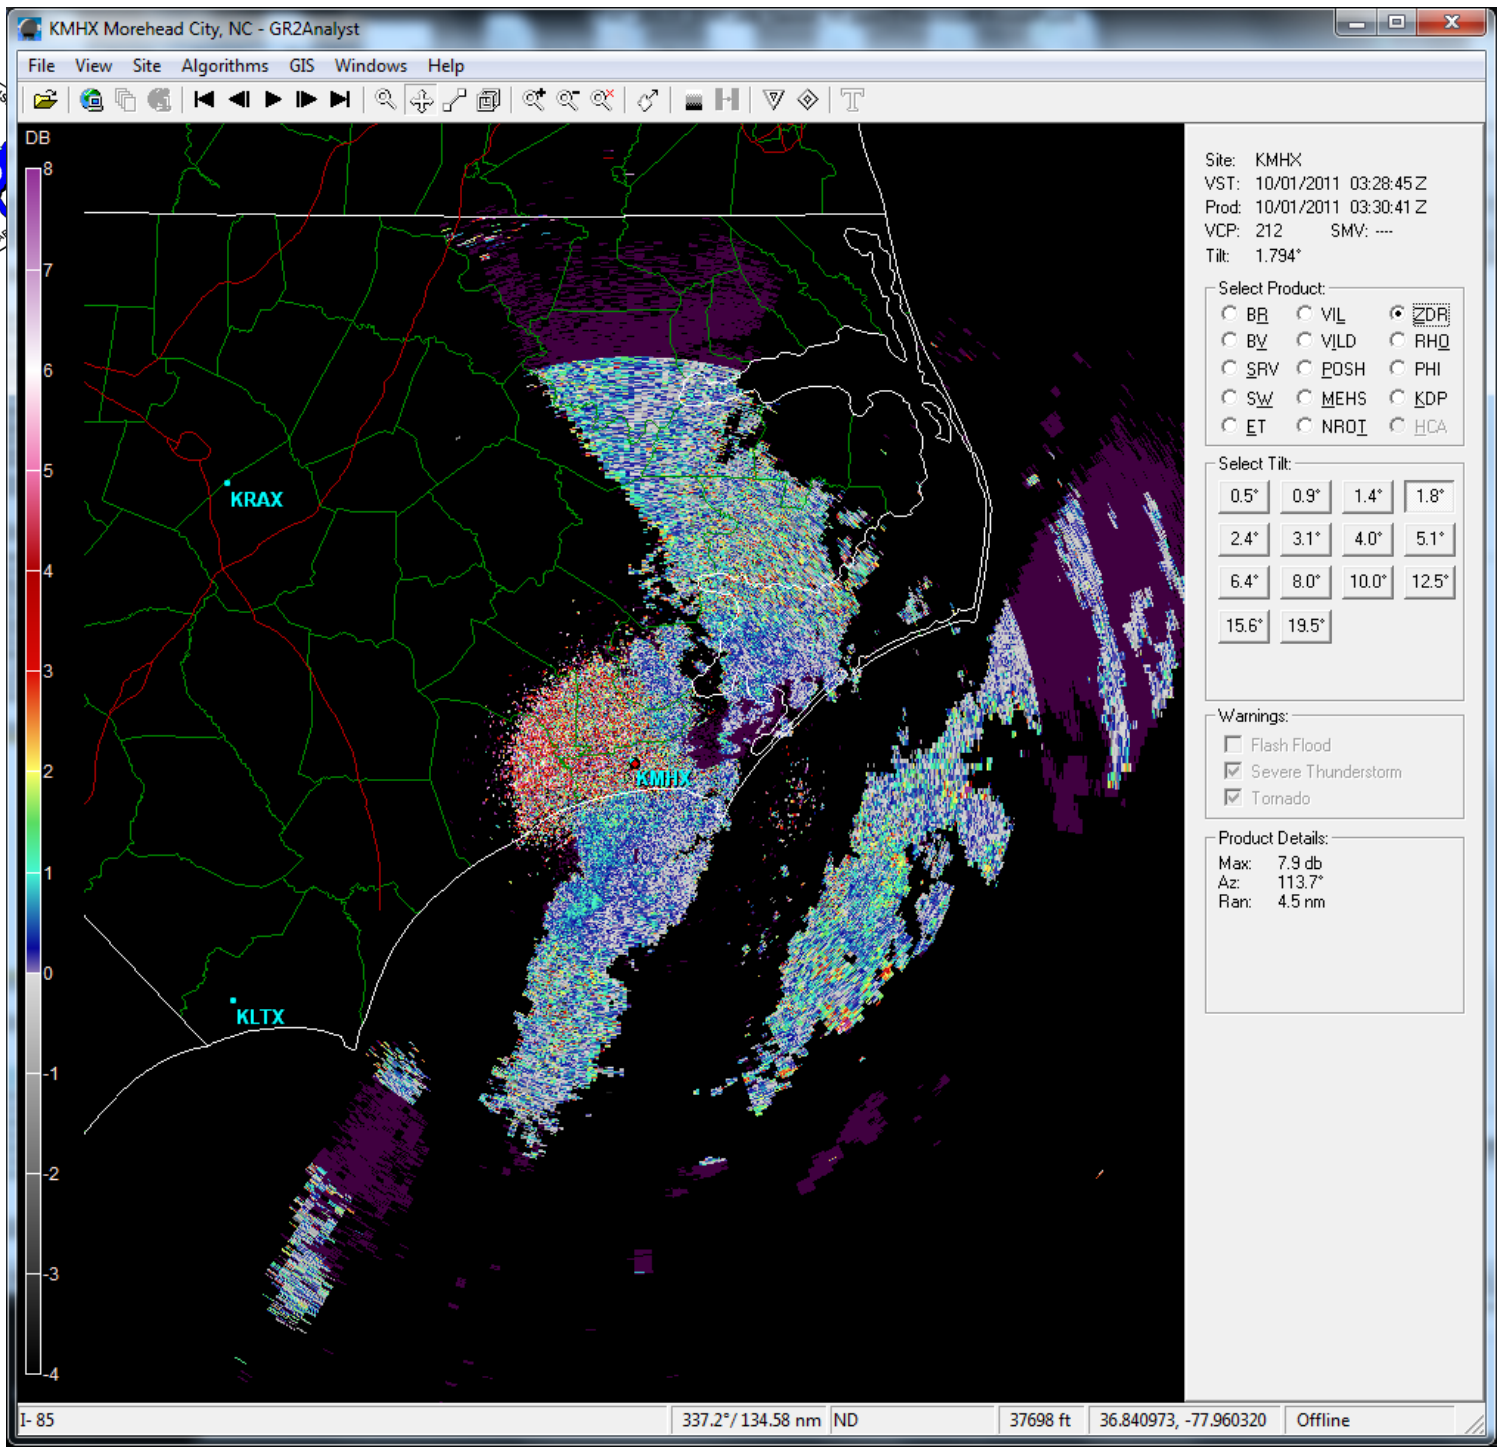 KMHX Morehead City, NC - GR2Analyst
File View Site Algorithms GIS Windows Help
DB
8
7
6
5
4
3
2
1
0
-1
-2
-3
-4
KRAX
KMHX
KLTX
Site: KMHX
VST: 10/01/2011 03:28:45 Z
Prod: 10/01/2011 03:30:41 Z
VCP: 212 SMV: ----
Tilt: 1.794°
Select Product:
BR VIL ZDR
BV VILD RHO
SRV POSH PHI
SW MEHS KDP
ET NROT HCA
Select Tilt:
0.5° 0.9° 1.4° 1.8°
2.4° 3.1° 4.0° 5.1°
6.4° 8.0° 10.0° 12.5°
15.6° 19.5°
Warnings:
Flash Flood
Severe Thunderstorm
Tornado
Product Details:
Max: 7.9 db
Az: 113.7°
Ran: 4.5 nm
I- 85 337.2°/ 134.58 nm ND 37698 ft 36.840973, -77.960320 Offline